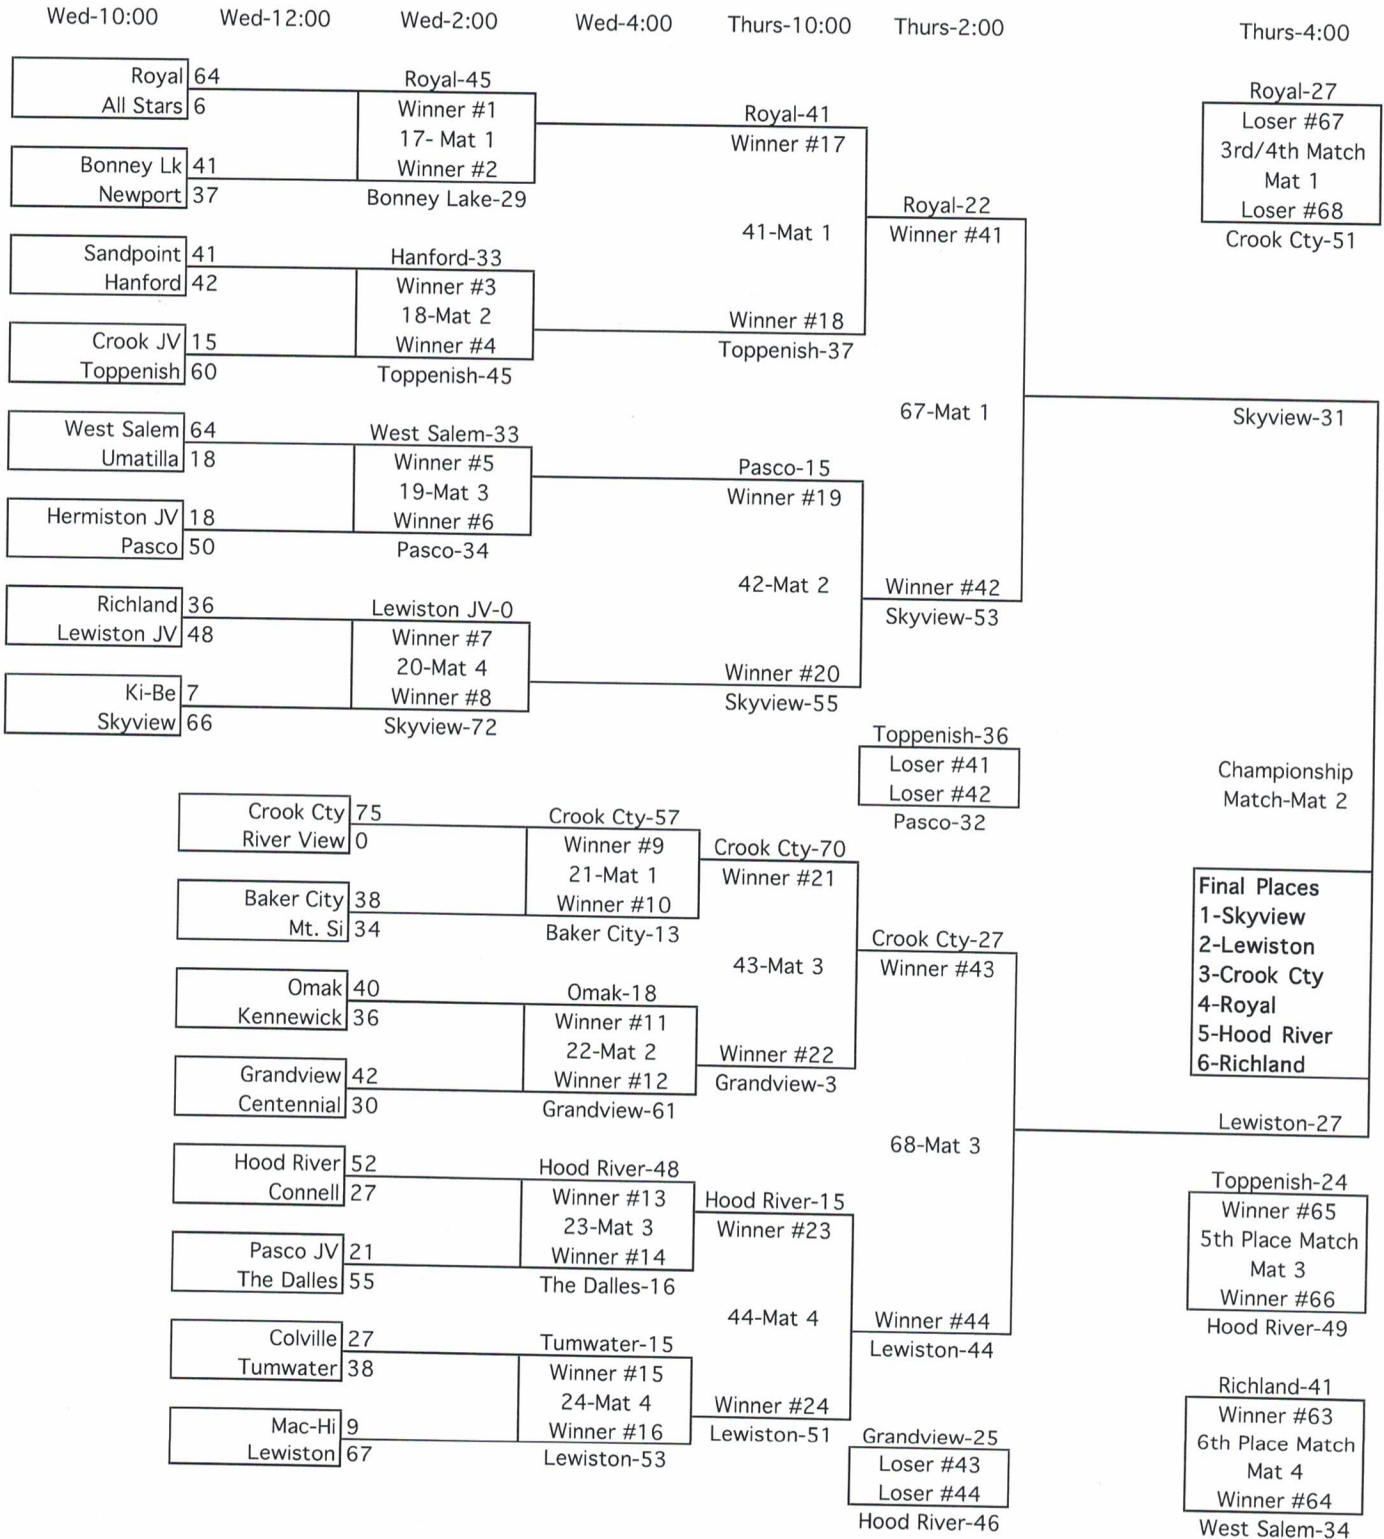 Wed-10:00 Wed-12:00 Wed-2:00 Wed-4:00 Thurs-10:00 Thurs-2:00 Thurs-4:00
Royal 64
All Stars 6
Bonney Lk 41
Newport 37
Sandpoint 41
Hanford 42
Crook JV 15
Toppenish 60
West Salem 64
Umatilla 18
Hermiston JV 18
Pasco 50
Richland 36
Lewiston JV 48
Ki-Be 7
Skyview 66
Royal-45
Winner #1
17- Mat 1
Winner #2
Bonney Lake-29
Hanford-33
Winner #3
18-Mat 2
Winner #4
Toppenish-45
West Salem-33
Winner #5
19-Mat 3
Winner #6
Pasco-34
Lewiston JV-0
Winner #7
20-Mat 4
Winner #8
Skyview-72
Royal-41
Winner #17
41-Mat 1
Winner #18
Toppenish-37
Pasco-15
Winner #19
42-Mat 2
Winner #20
Skyview-55
Royal-22
Winner #41
67-Mat 1
Winner #42
Skyview-53
Toppenish-36
Loser #41
Loser #42
Pasco-32
Royal-27
Loser #67
3rd/4th Match
Mat 1
Loser #68
Crook Cty-51
Skyview-31
Championship
Match-Mat 2
Crook Cty 75
River View 0
Baker City 38
Mt. Si 34
Omak 40
Kennewick 36
Grandview 42
Centennial 30
Hood River 52
Connell 27
Pasco JV 21
The Dalles 55
Colville 27
Tumwater 38
Mac-Hi 9
Lewiston 67
Crook Cty-57
Winner #9
21-Mat 1
Winner #10
Baker City-13
Omak-18
Winner #11
22-Mat 2
Winner #12
Grandview-61
Hood River-48
Winner #13
23-Mat 3
Winner #14
The Dalles-16
Tumwater-15
Winner #15
24-Mat 4
Winner #16
Lewiston-53
Crook Cty-70
Winner #21
43-Mat 3
Winner #22
Grandview-3
Hood River-15
Winner #23
44-Mat 4
Winner #24
Lewiston-51
Crook Cty-27
Winner #43
68-Mat 3
Winner #44
Lewiston-44
Grandview-25
Loser #43
Loser #44
Hood River-46
Final Places
1-Skyview
2-Lewiston
3-Crook Cty
4-Royal
5-Hood River
6-Richland
Lewiston-27
Toppenish-24
Winner #65
5th Place Match
Mat 3
Winner #66
Hood River-49
Richland-41
Winner #63
6th Place Match
Mat 4
Winner #64
West Salem-34